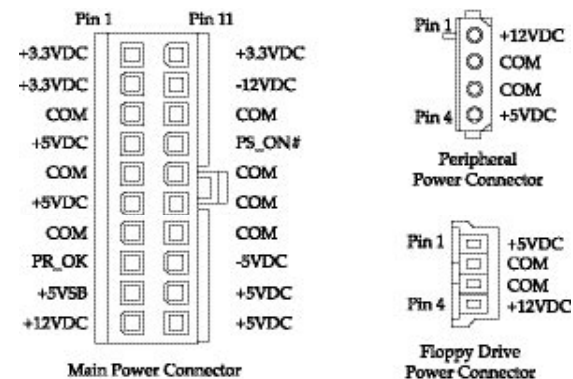 Pin 1 Pin 11
+3.3VDC +3.3VDC
+3.3VDC -12VDC
COM COM
+5VDC PS_ON#
COM COM
+5VDC COM
COM COM
PR_OK -5VDC
+5VSB +5VDC
+12VDC +5VDC
Main Power Connector
Pin 1 +12VDC
COM
COM
Pin 4 +5VDC
Peripheral
Power Connector
Pin 1 +5VDC
COM
COM
Pin 4 +12VDC
Floppy Drive
Power Connector